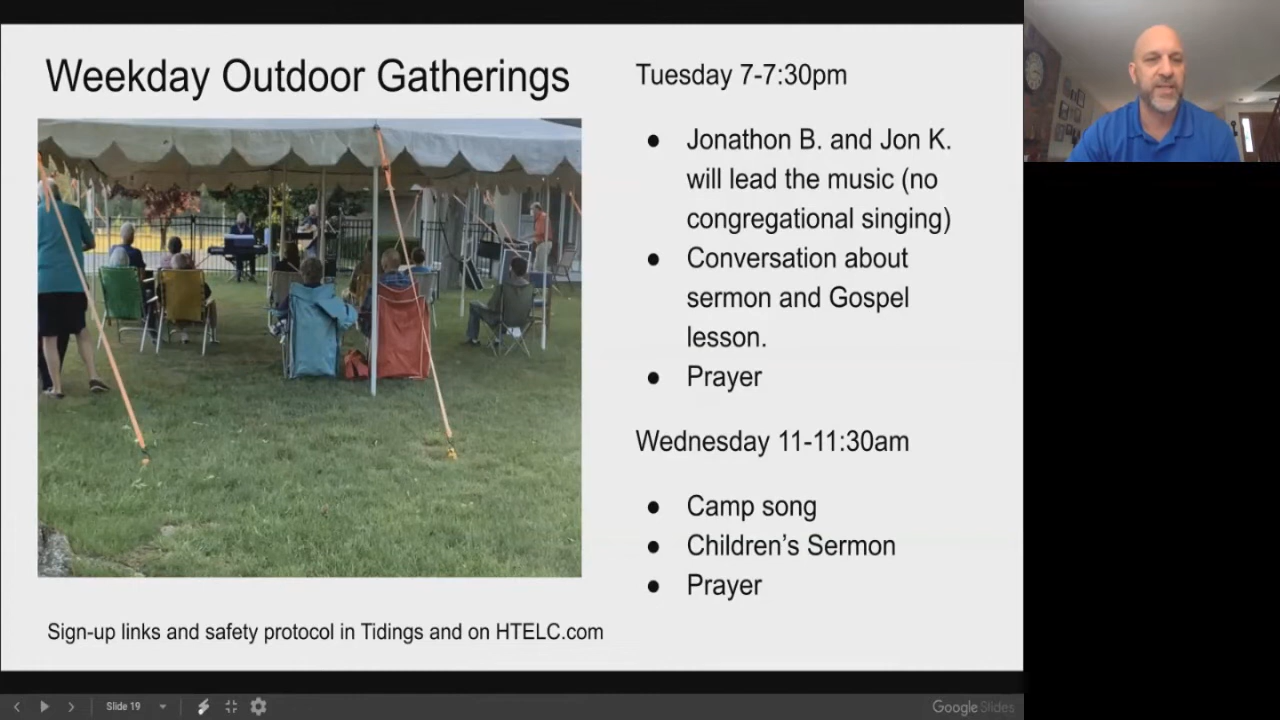 Weekday Outdoor Gatherings
Tuesday 7-7:30pm
● Jonathon B. and Jon K.
will lead the music (no
congregational singing)
● Conversation about
sermon and Gospel
lesson.
● Prayer
Wednesday 11-11:30am
● Camp song
● Children's Sermon
● Prayer
Sign-up links and safety protocol in Tidings and on HTELC.com
Slide 19
Google Slides